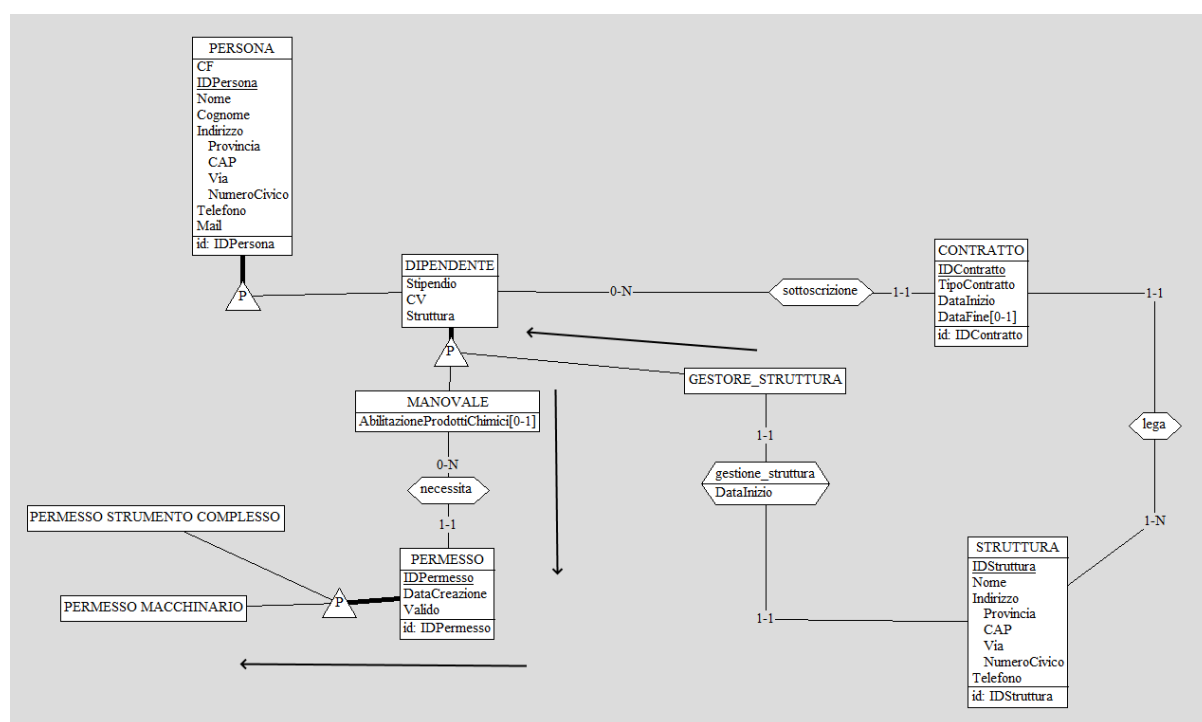 PERSONA
CF
IDPersona
Nome
Cognome
Indirizzo
Provincia
CAP
Via
NumeroCivico
Telefono
Mail
id: IDPersona
P
DIPENDENTE
Stipendio
CV
Struttura
P
0-N
sottoscrizione
1-1
CONTRATTO
IDContratto
TipoContratto
DataInizio
DataFine[0-1]
id: IDContratto
1-1
lega
1-N
GESTORE_STRUTTURA
1-1
gestione_struttura
DataInizio
1-1
MANOVALE
AbilitazioneProdottiChimici[0-1]
0-N
necessita
1-1
PERMESSO STRUMENTO COMPLESSO
PERMESSO MACCHINARIO
P
PERMESSO
IDPermesso
DataCreazione
Valido
id: IDPermesso
STRUTTURA
IDStruttura
Nome
Indirizzo
Provincia
CAP
Via
NumeroCivico
Telefono
id: IDStruttura